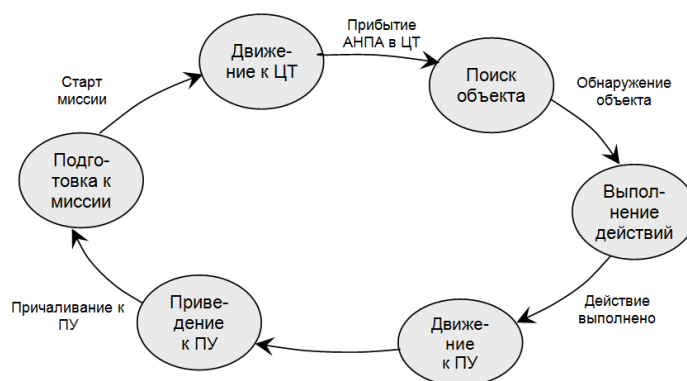 Движе-
ние к ЦТ
Прибытие
АНПА в ЦТ
Поиск
объекта
Обнаружение
объекта
Выпол-
нение
действий
Действие
выполнено
Движе-
ние
к ПУ
Приве-
дение
к ПУ
Причаливание к
ПУ
Подго-
товка к
миссии
Старт
миссии